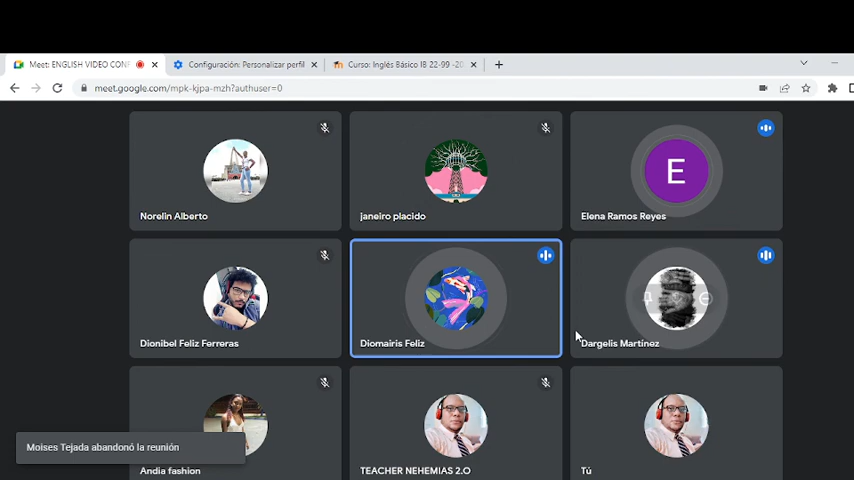 Meet: ENGLISH VIDEO CONF
Configuración: Personalizar perfil
Curso: Inglés Básico IB 22-99 -20
meet.google.com/mpk-kjpa-mzh?authuser=0
E
Norelin Alberto
janeiro placido
Elena Ramos Reyes
Dionibel Feliz Ferreras
Diomairis Feliz
Dargelis Martínez
Moises Tejada abandonó la reunión
Andia fashion
TEACHER NEHEMIAS 2.O
Tú